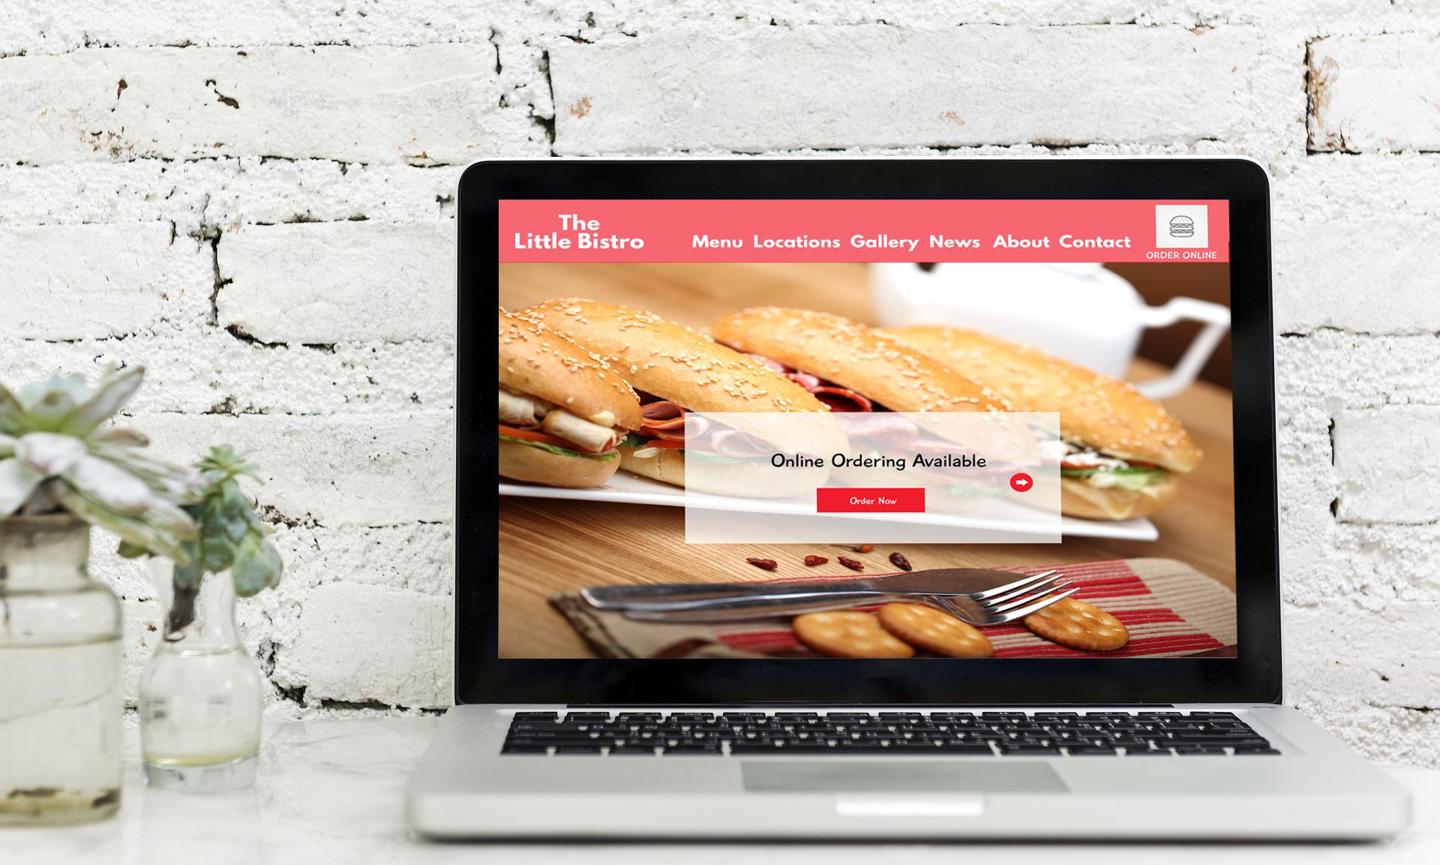 The
Little Bistro
Menu Locations Gallery News About Contact
ORDER ONLINE
Online Ordering Available
Order Now